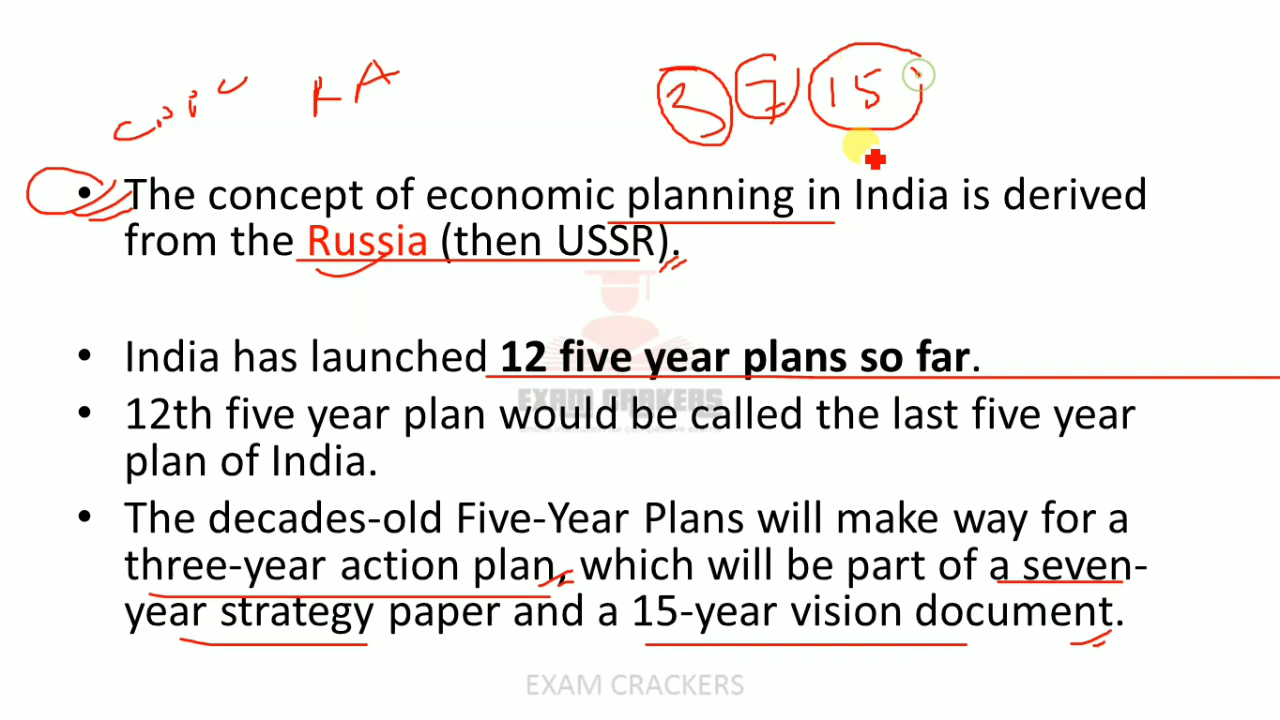 3 7 15
• The concept of economic planning in India is derived
from the Russia (then USSR).
• India has launched 12 five year plans so far.
EXAM CRAKERS
• 12th five year plan would be called the last five year
plan of India.
• The decades-old Five-Year Plans will make way for a
three-year action plan, which will be part of a seven-
year strategy paper and a 15-year vision document.
EXAM CRACKERS